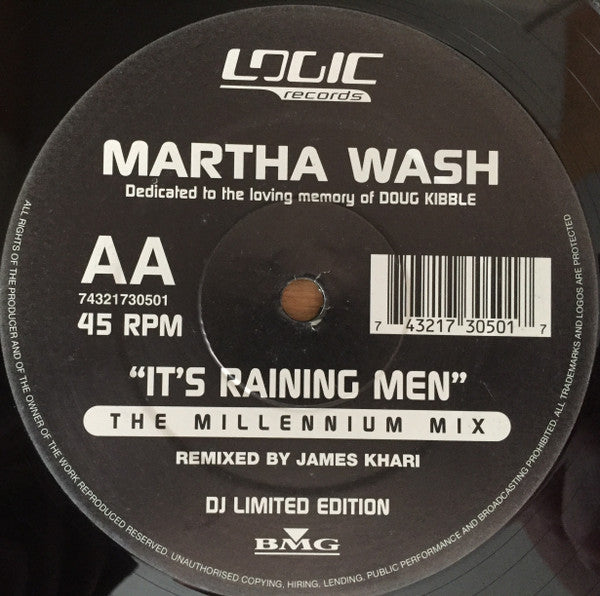 LOGIC
records
MARTHA WASH
Dedicated to the loving memory of DOUG KIBBLE
AA
74321730501
45 RPM
7 43217 30501 7
"IT'S RAINING MEN"
THE MILLENNIUM MIX
REMIXED BY JAMES KHARI
DJ LIMITED EDITION
BMG
ALL RIGHTS OF THE PRODUCER AND OF THE OWNER OF THE WORK REPRODUCED RESERVED. UNAUTHORISED COPYING, HIRING, LENDING, PUBLIC PERFORMANCE AND BROADCASTING PROHIBITED. ALL TRADEMARKS AND LOGOS ARE PROTECTED